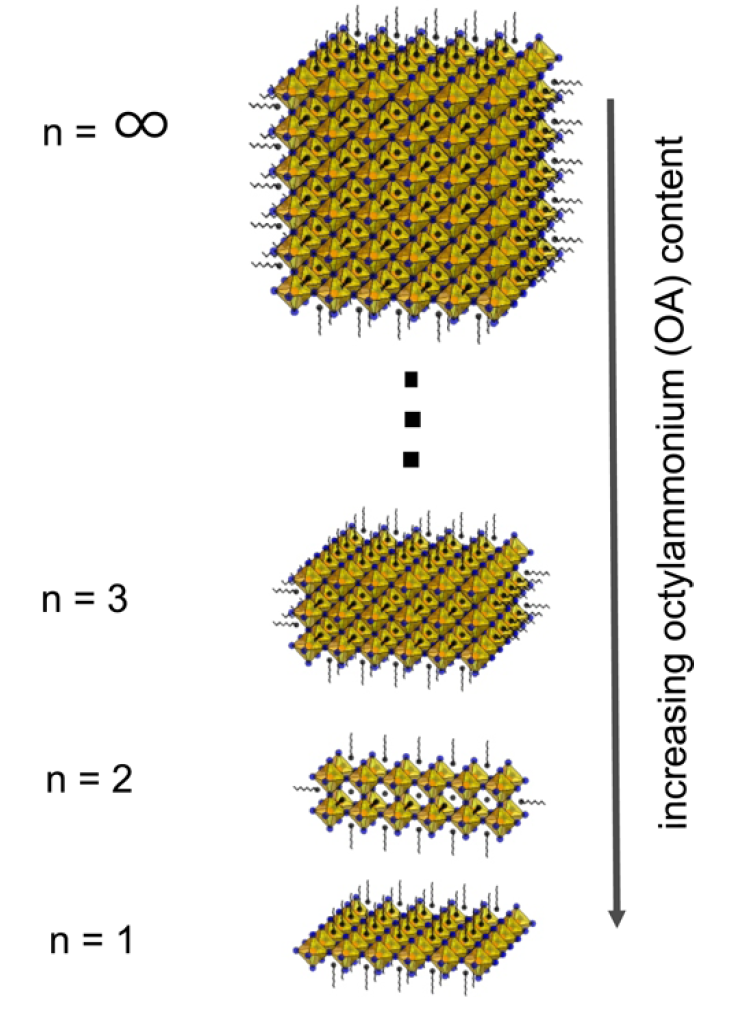 n = ∞
n = 3
n = 2
n = 1
increasing octylammonium (OA) content